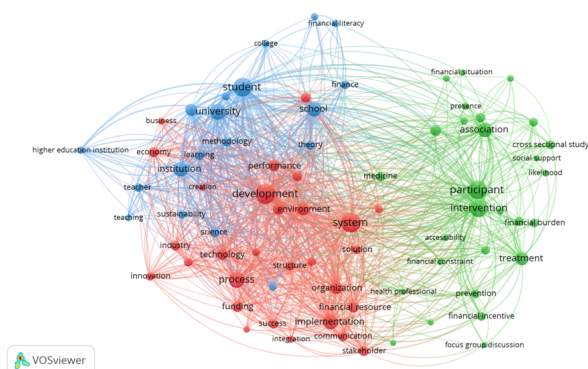 financial literacy
college
financial situation
student
finance
presence
university
school
association
business
methodology
theory
cross sectional study
higher education institution
economy
learning
social support
performance
institution
medicine
likelihood
teacher
creation
development
participant
environment
intervention
teaching
sustainability
system
financial burden
science
accessibility
industry
technology
solution
treatment
structure
financial constraint
innovation
process
organization
health professional
prevention
funding
financial resource
financial incentive
success
implementation
integration
communication
stakeholder
focus group discussion
VOSviewer